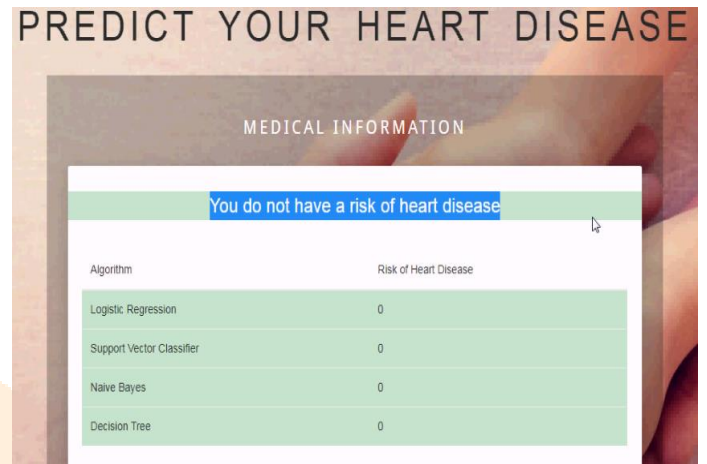 PREDICT YOUR HEART DISEASE
MEDICAL INFORMATION
You do not have a risk of heart disease
Algorithm Risk of Heart Disease
Logistic Regression 0
Support Vector Classifier 0
Naive Bayes 0
Decision Tree 0